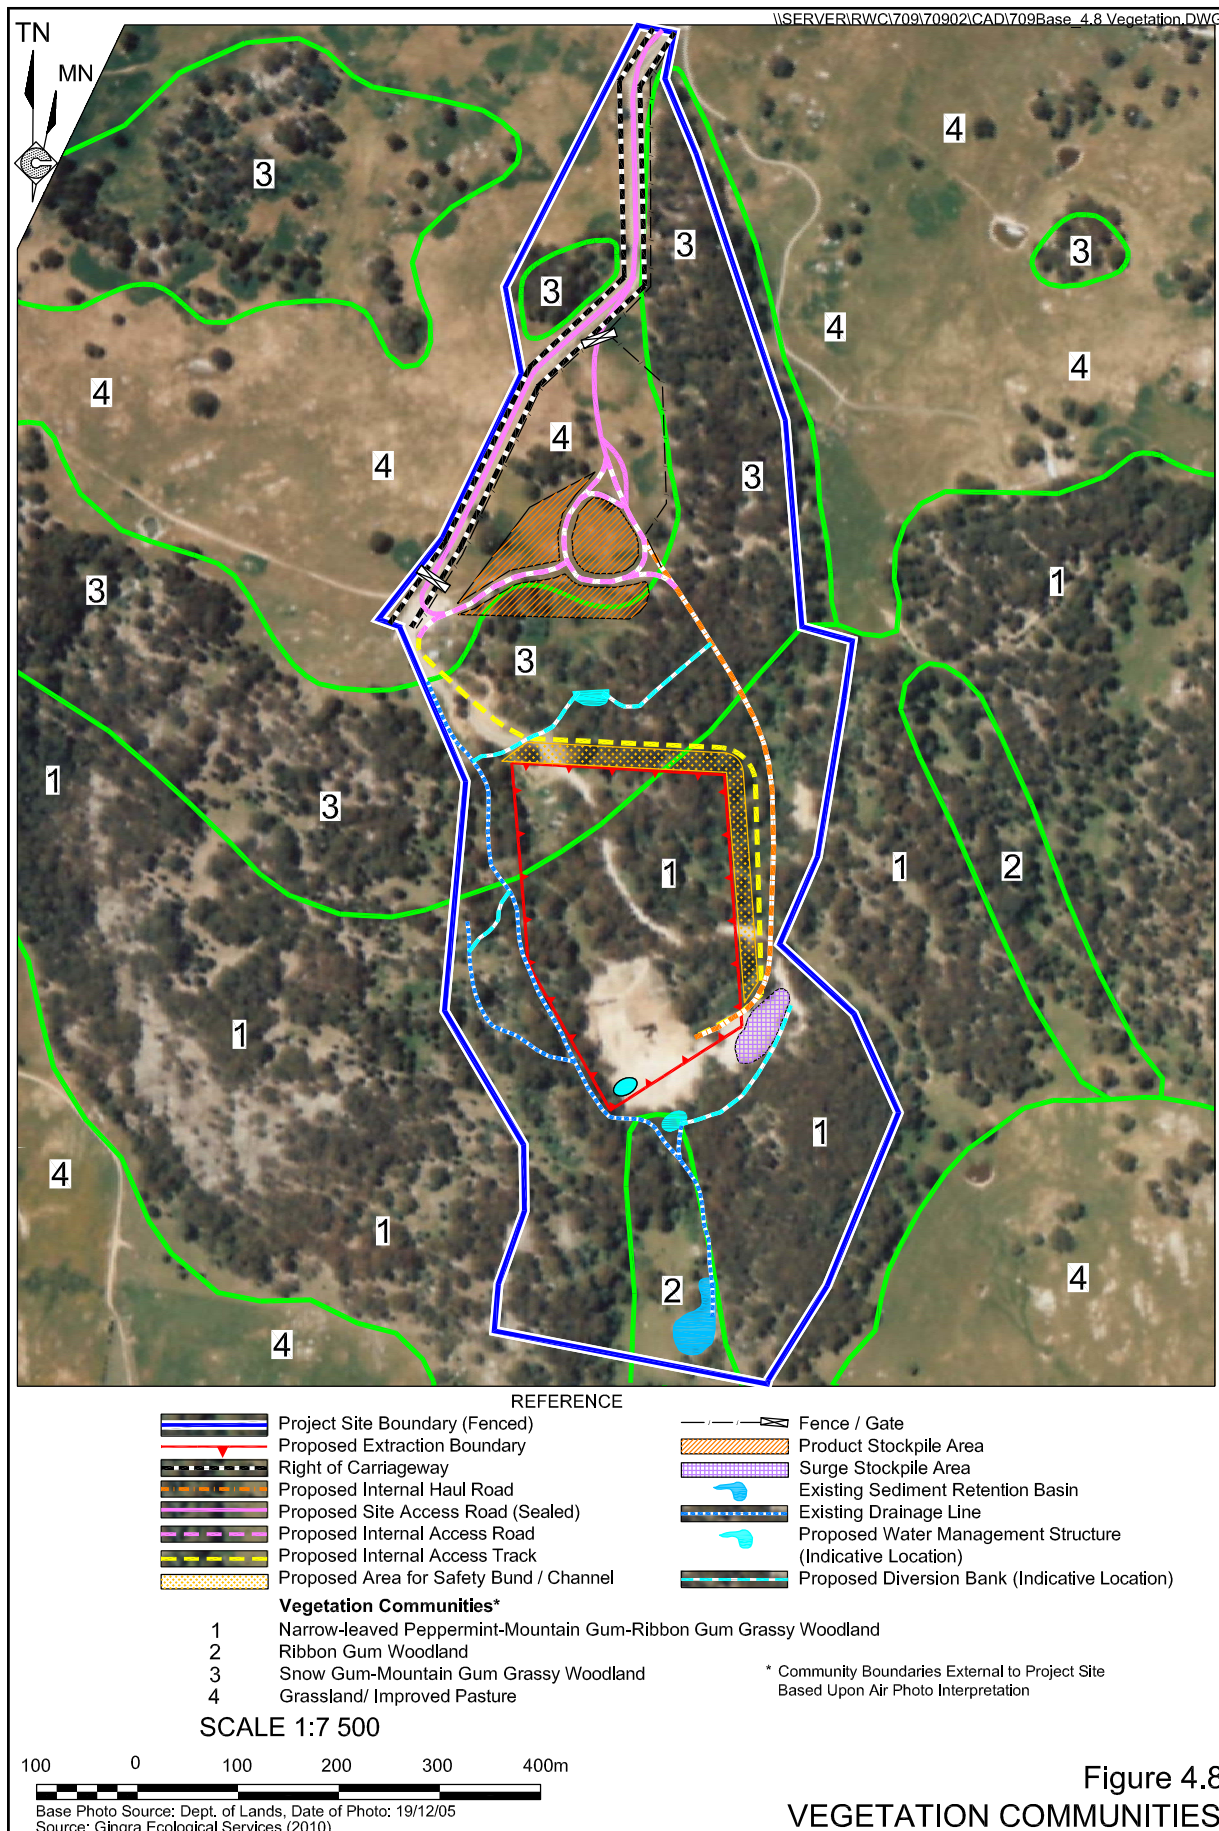 \\SERVER\RWC\709\70902\CAD\709Base_4.8 Vegetation.DWG
TN
MN
4
3
3
3
3
4
4
4
4
4
3
4
3
1
3
1
3
1
1
2
1
1
4
1
2
4
4
REFERENCE
Project Site Boundary (Fenced)
Proposed Extraction Boundary
Right of Carriageway
Proposed Internal Haul Road
Proposed Site Access Road (Sealed)
Proposed Internal Access Road
Proposed Internal Access Track
Proposed Area for Safety Bund / Channel
Fence / Gate
Product Stockpile Area
Surge Stockpile Area
Existing Sediment Retention Basin
Existing Drainage Line
Proposed Water Management Structure
(Indicative Location)
Proposed Diversion Bank (Indicative Location)
Vegetation Communities*
1 Narrow-leaved Peppermint-Mountain Gum-Ribbon Gum Grassy Woodland
2 Ribbon Gum Woodland
3 Snow Gum-Mountain Gum Grassy Woodland
4 Grassland/ Improved Pasture
* Community Boundaries External to Project Site
Based Upon Air Photo Interpretation
SCALE 1:7 500
100 0 100 200 300 400m
Base Photo Source: Dept. of Lands, Date of Photo: 19/12/05
Source: Gingra Ecological Services (2010)
Figure 4.8
VEGETATION COMMUNITIES